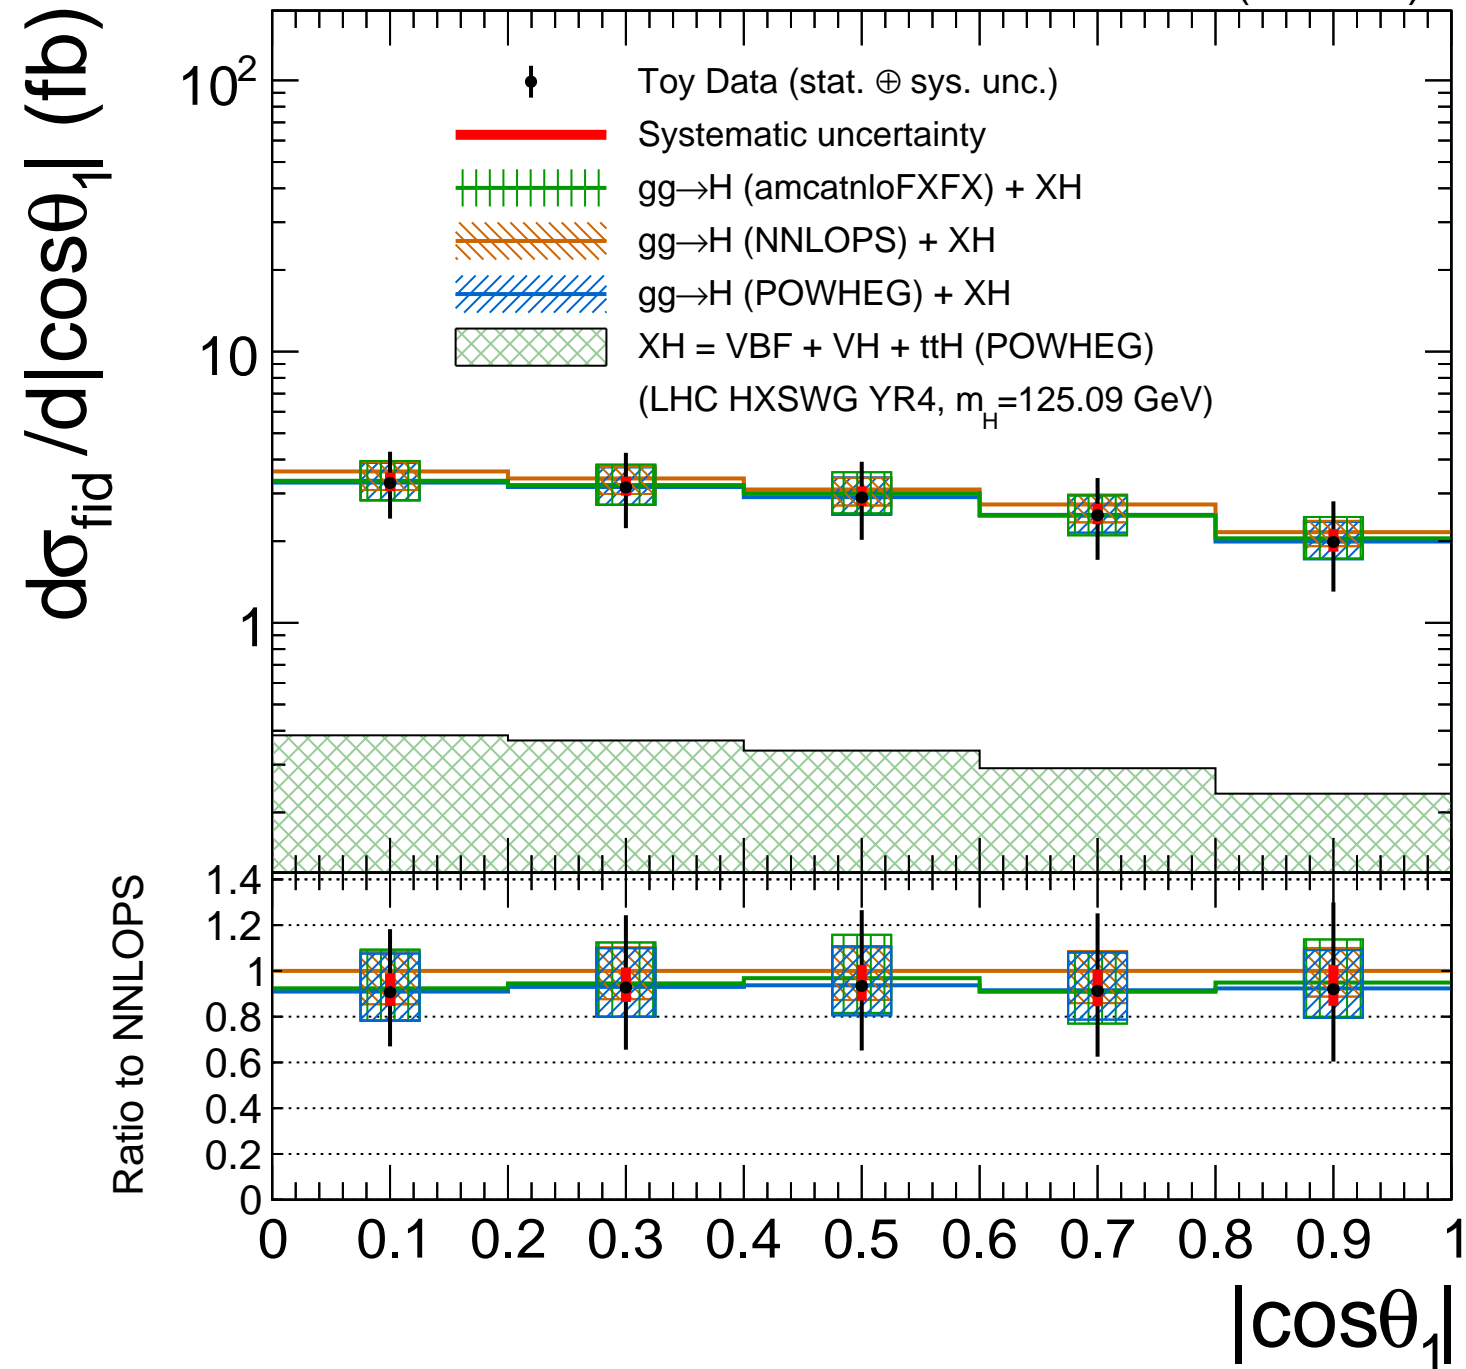 dσfid/d|cosθ1| (fb)
10²
10
1
Toy Data (stat. ⊕ sys. unc.)
Systematic uncertainty
gg→H (amcatnloFXFX) + XH
gg→H (NNLOPS) + XH
gg→H (POWHEG) + XH
XH = VBF + VH + ttH (POWHEG)
(LHC HXSWG YR4, mH=125.09 GeV)
Ratio to NNLOPS
1.4
1.2
1
0.8
0.6
0.4
0.2
0
0 0.1 0.2 0.3 0.4 0.5 0.6 0.7 0.8 0.9 1
|cosθ1|